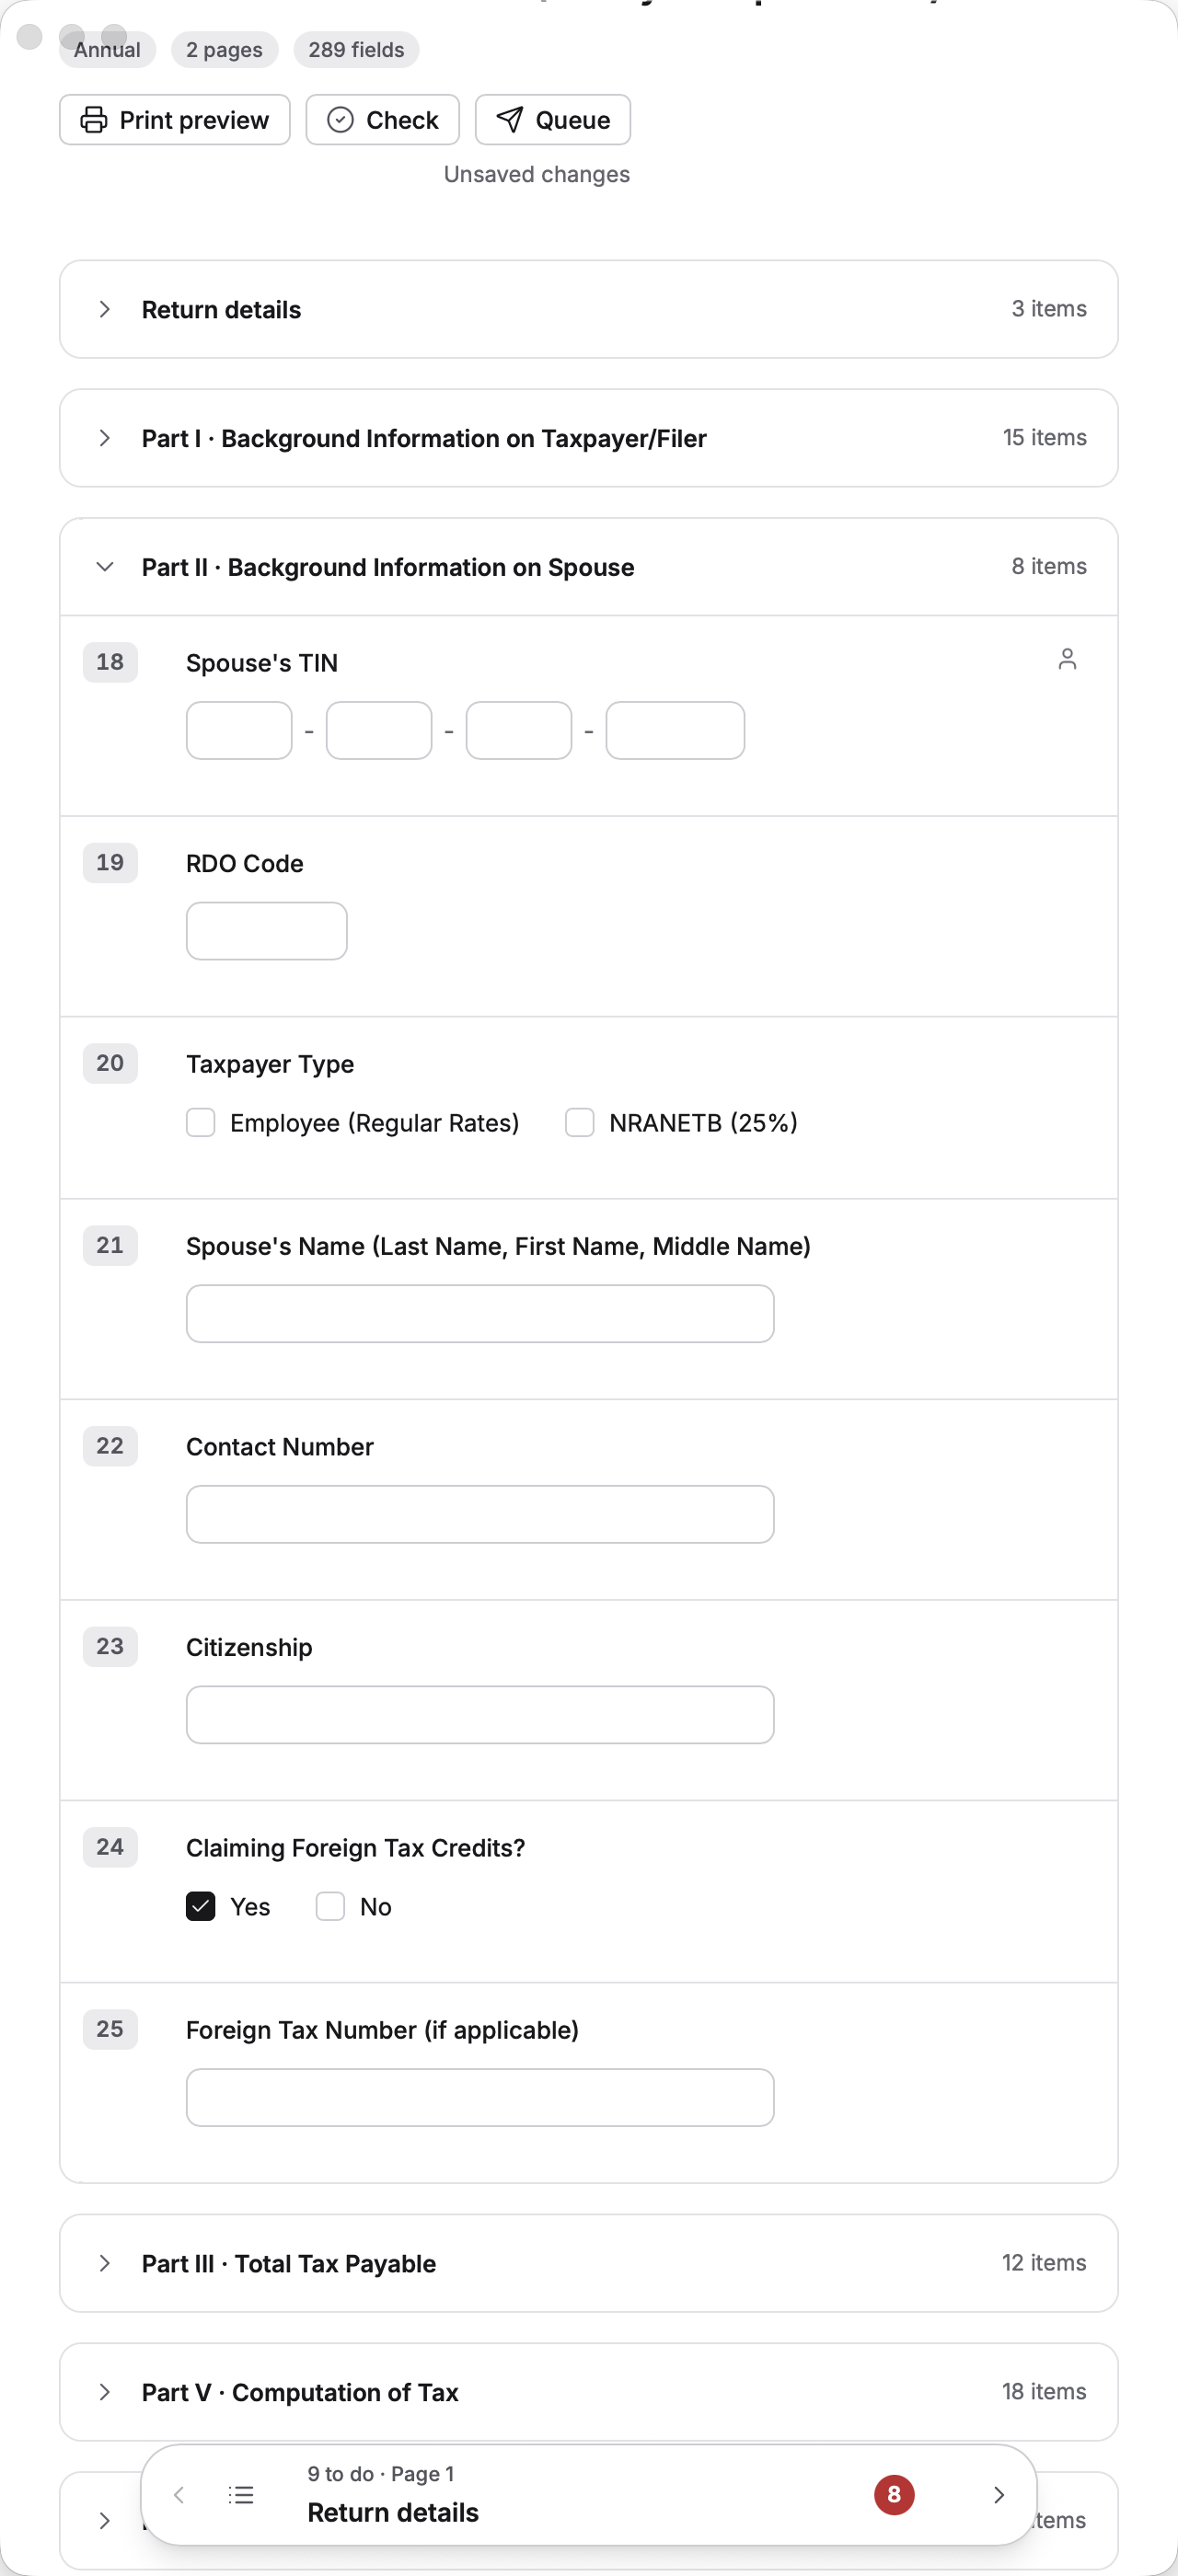 Annual
2 pages
289 fields
Print preview
Check
Queue
Unsaved changes
Return details
3 items
Part I · Background Information on Taxpayer/Filer
15 items
Part II · Background Information on Spouse
8 items
18
Spouse's TIN
- - -
19
RDO Code
20
Taxpayer Type
Employee (Regular Rates)
NRANETB (25%)
21
Spouse's Name (Last Name, First Name, Middle Name)
22
Contact Number
23
Citizenship
24
Claiming Foreign Tax Credits?
Yes
No
25
Foreign Tax Number (if applicable)
Part III · Total Tax Payable
12 items
Part V · Computation of Tax
18 items
9 to do · Page 1
Return details
8